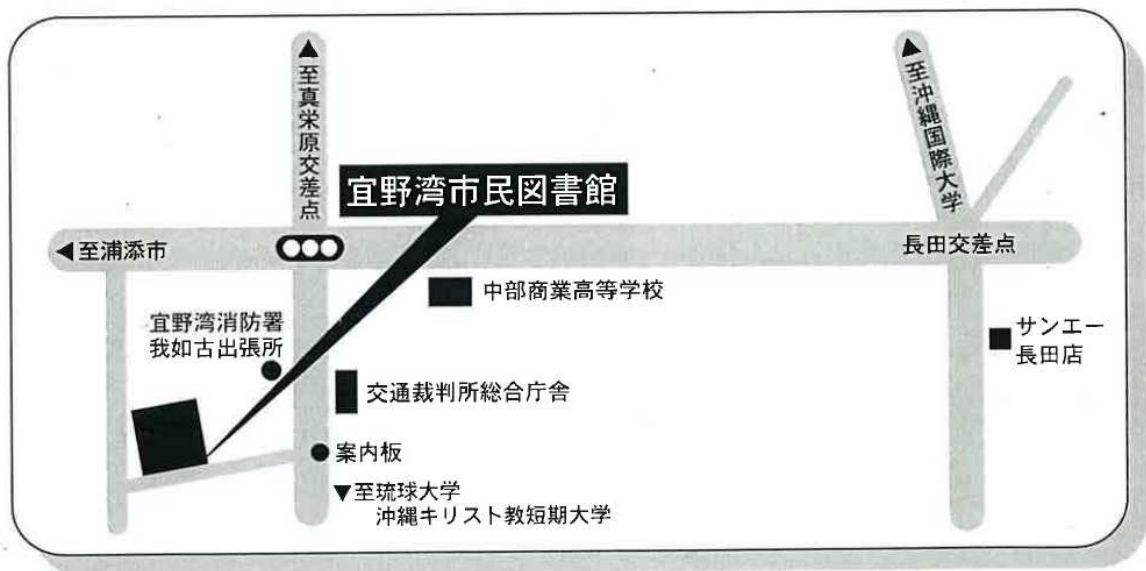 ▲至真栄原交差点
▲至沖縄国際大学
宜野湾市民図書館
◀至浦添市
長田交差点
中部商業高等学校
宜野湾消防署
我如古出張所
サンエー
長田店
交通裁判所総合庁舎
案内板
▼至琉球大学
沖縄キリスト教短期大学